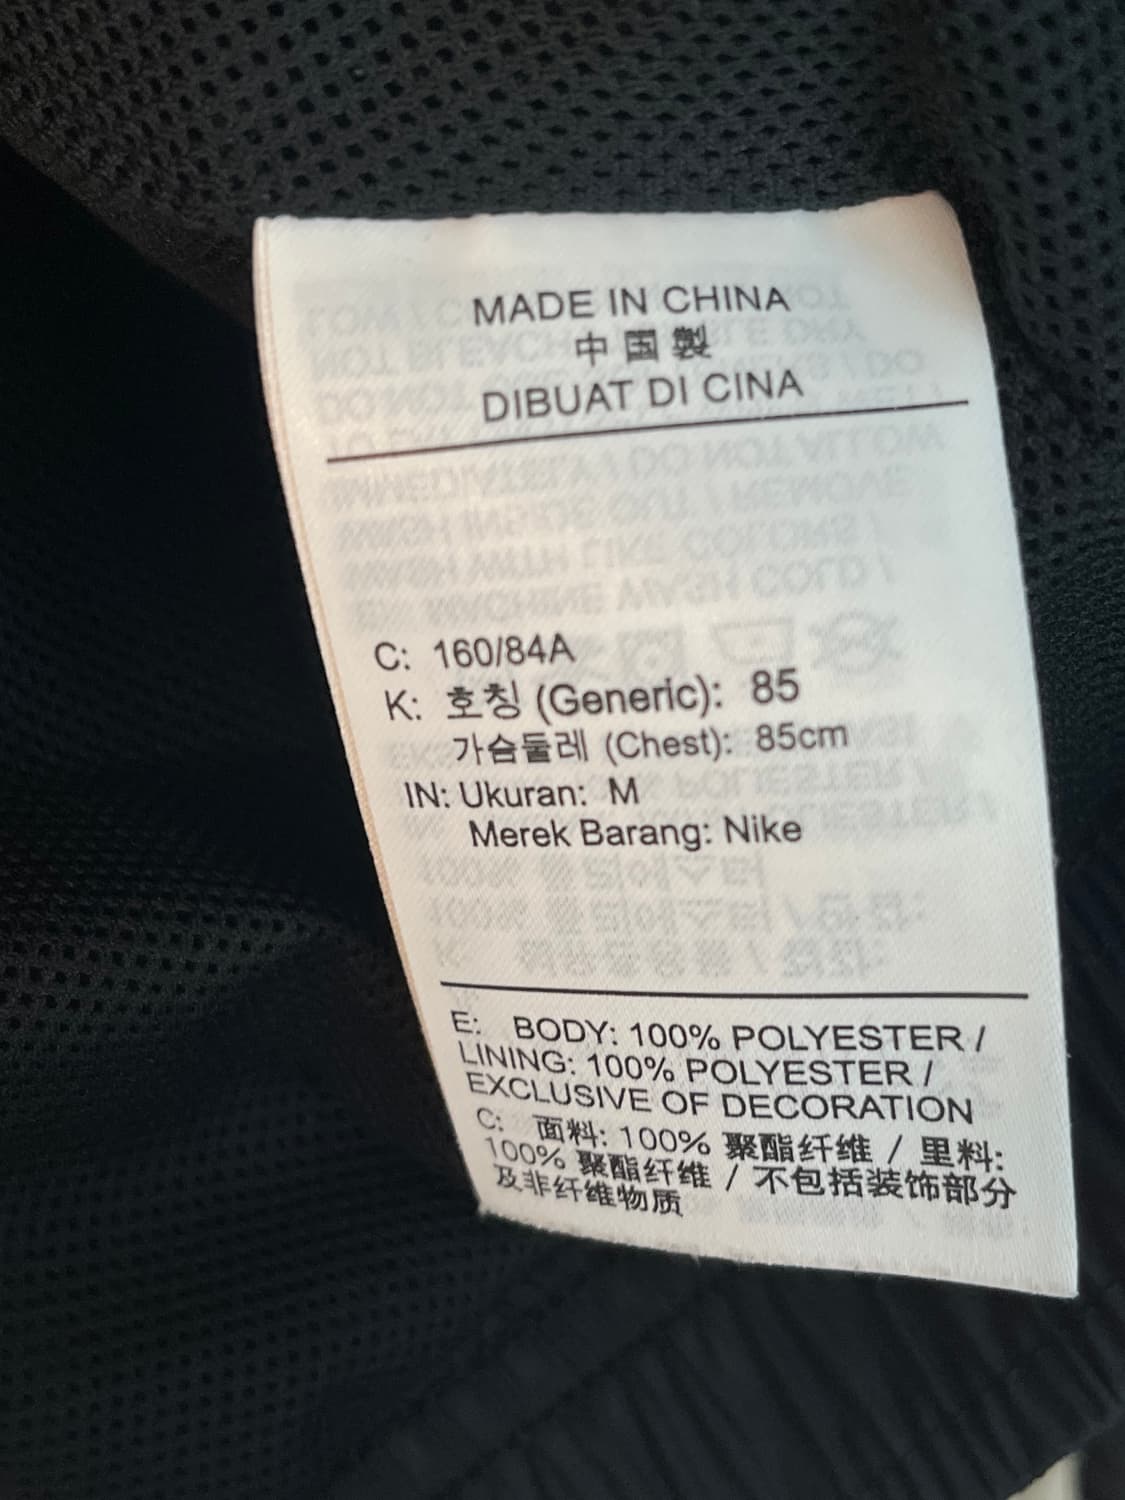 MADE IN CHINA
中国製
DIBUAT DI CINA
C: 160/84A
K: 호칭 (Generic): 85
가슴둘레 (Chest): 85cm
IN: Ukuran: M
Merek Barang: Nike
E: BODY: 100% POLYESTER /
LINING: 100% POLYESTER /
EXCLUSIVE OF DECORATION
C: 面料: 100% 聚酯纤维 / 里料:
100% 聚酯纤维 / 不包括装饰部分
及非纤维物质